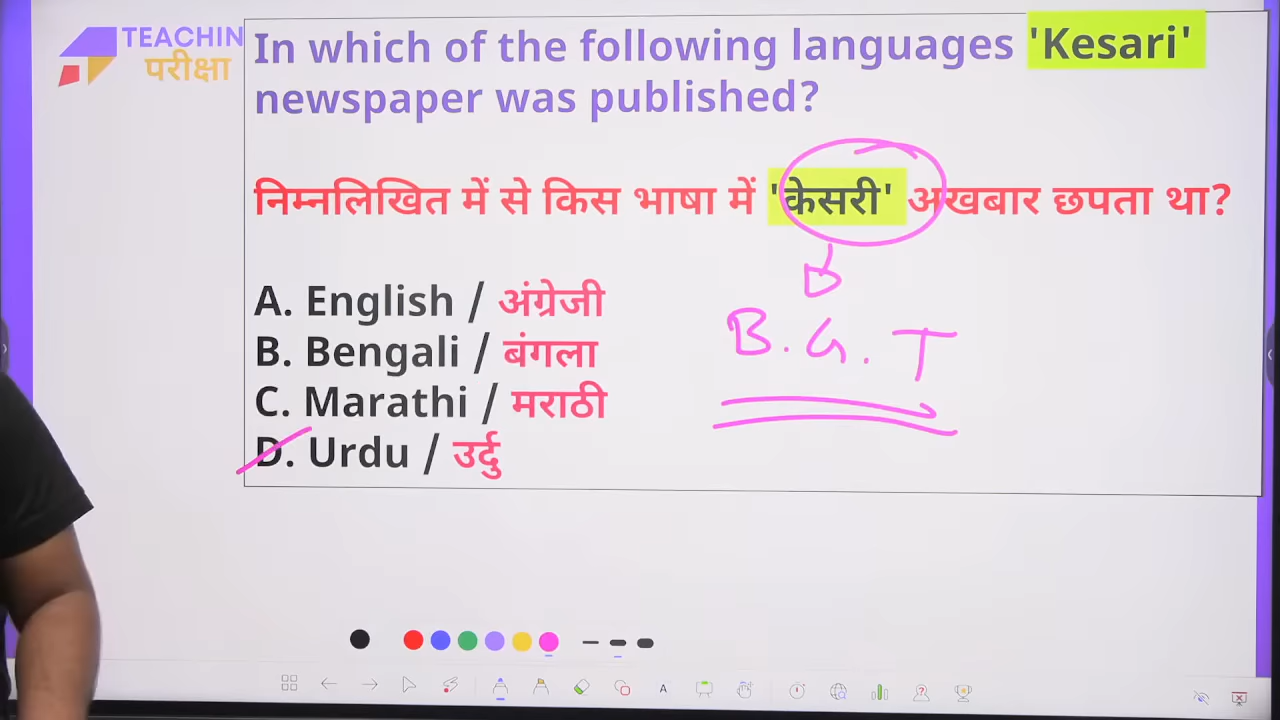 TEACHIN
परीक्षा
In which of the following languages 'Kesari'
newspaper was published?
निम्नलिखित में से किस भाषा में 'केसरी' अखबार छपता था?
A. English / अंग्रेजी
B. Bengali / बंगला
C. Marathi / मराठी
D. Urdu / उर्दु
B. G. T